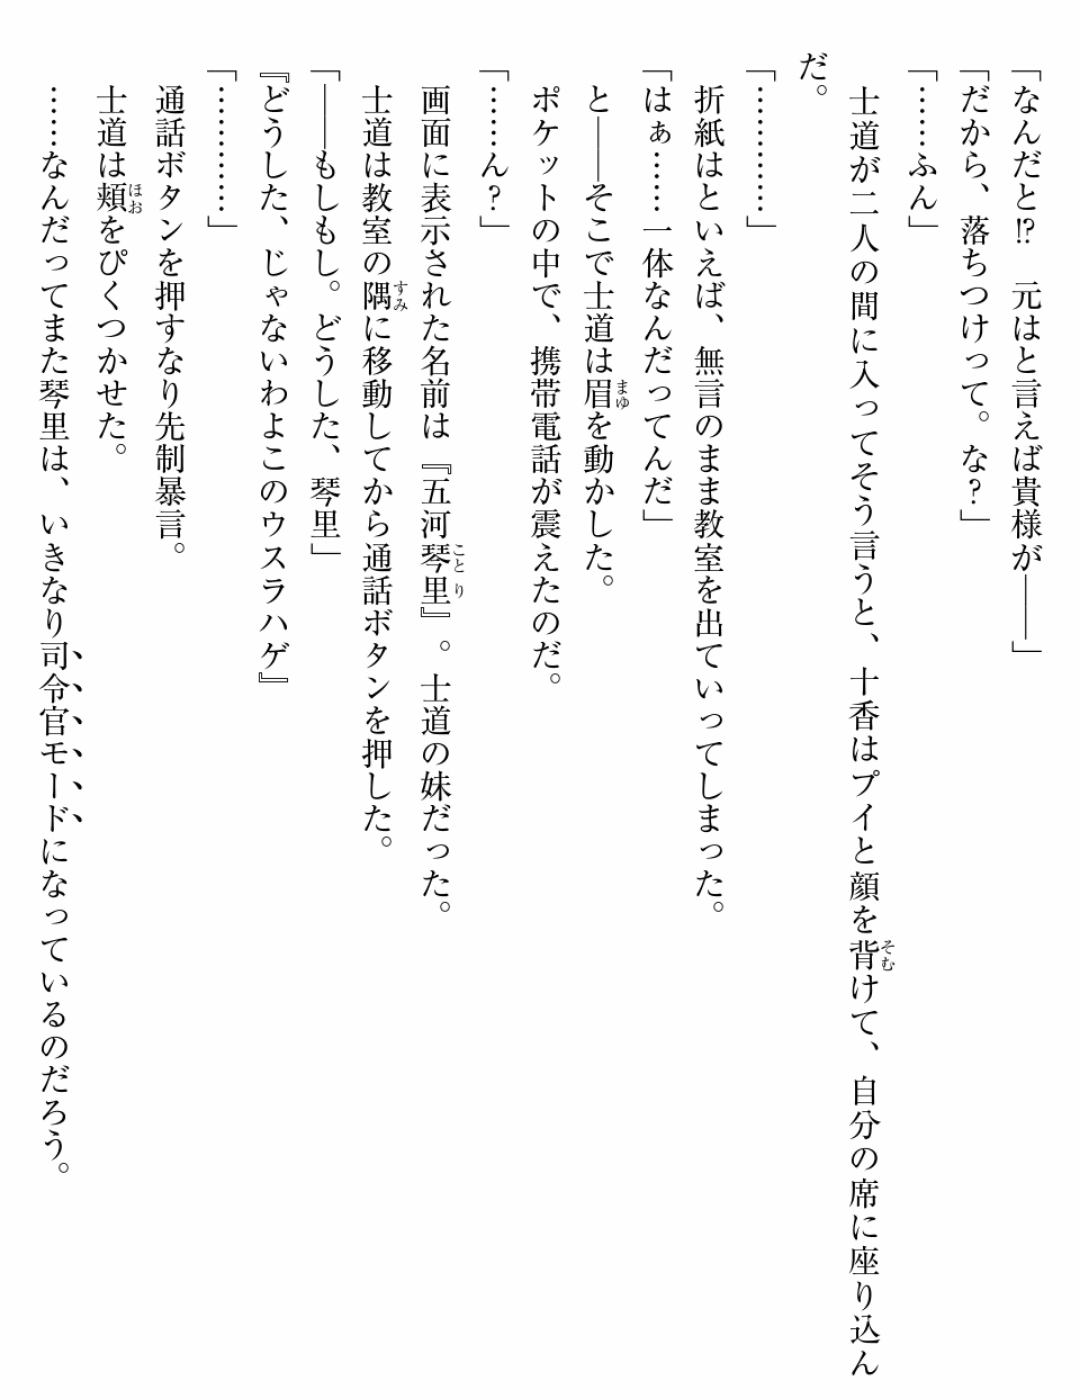 「なんだと⁉　元はと言えば貴様が――」
「だから、落ちつけって。な？」
「……ふん」
　士道が二人の間に入ってそう言うと、十香はプイと顔を背けて、自分の席に座り込ん
だ。
「…………」
　折紙はといえば、無言のまま教室を出ていってしまった。
「はぁ……一体なんだってんだ」
　と――そこで士道は眉を動かした。
　ポケットの中で、携帯電話が震えたのだ。
「……ん？」
　画面に表示された名前は『五河琴里』。士道の妹だった。
　士道は教室の隅に移動してから通話ボタンを押した。
「――もしもし。どうした、琴里」
『どうした、じゃないわよこのウスラハゲ』
「…………」
　通話ボタンを押すなり先制暴言。
　士道は頬をぴくつかせた。
　……なんだってまた琴里は、いきなり司令官モードになっているのだろう。